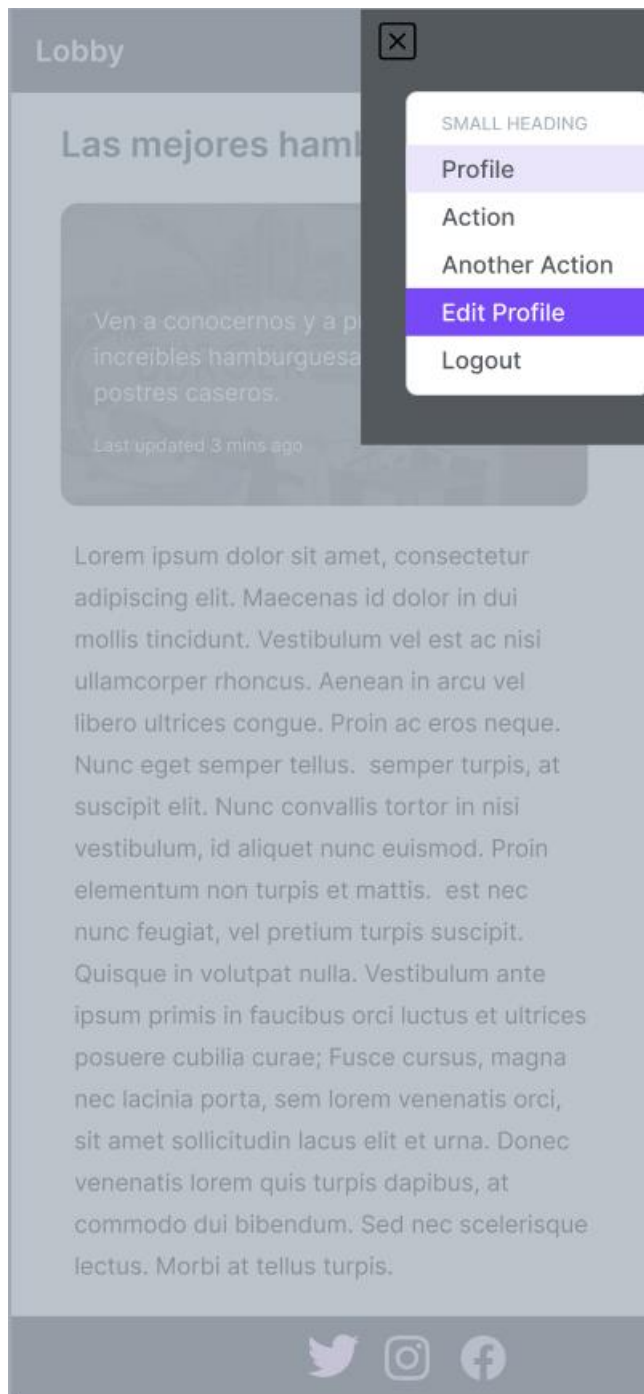 Lobby
SMALL HEADING
Profile
Action
Another Action
Edit Profile
Logout
Las mejores
Ven a conocernos y a
increíbles
postres caseros.
Last updated 3 mins ago
Lorem ipsum dolor sit amet, consectetur
adipiscing elit. Maecenas id dolor in dui
mollis tincidunt. Vestibulum vel est ac nisi
ullamcorper rhoncus. Aenean in arcu vel
libero ultrices congue. Proin ac eros neque.
Nunc eget semper tellus.  semper turpis, at
suscipit elit. Nunc convallis tortor in nisi
vestibulum, id aliquet nunc euismod. Proin
elementum non turpis et mattis.  est nec
nunc feugiat, vel pretium turpis suscipit.
Quisque in volutpat nulla. Vestibulum ante
ipsum primis in faucibus orci luctus et ultrices
posuere cubilia curae; Fusce cursus, magna
nec lacinia porta, sem lorem venenatis orci,
sit amet sollicitudin lacus elit et urna. Donec
venenatis lorem quis turpis dapibus, at
commodo dui bibendum. Sed nec scelerisque
lectus. Morbi at tellus turpis.